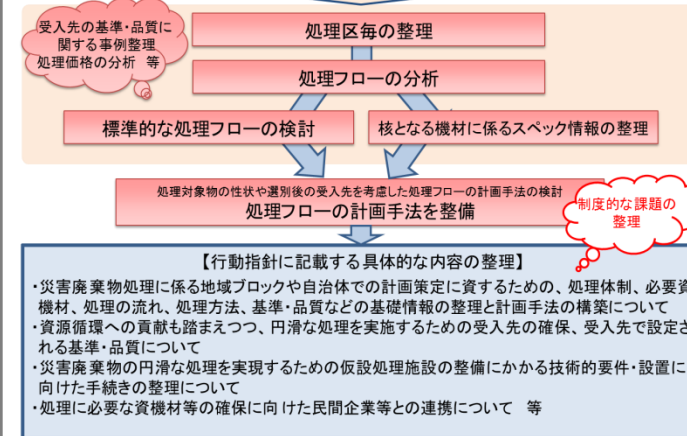 受入先の基準・品質に
関する事例整理
処理価格の分析 等
処理区毎の整理
処理フローの分析
標準的な処理フローの検討
核となる機材に係るスペック情報の整理
処理対象物の性状や選別後の受入先を考慮した処理フローの計画手法の検討
処理フローの計画手法を整備
制度的な課題の
整理
【行動指針に記載する具体的な内容の整理】
・災害廃棄物処理に係る地域ブロックや自治体での計画策定に資するための、処理体制、必要資
機材、処理の流れ、処理方法、基準・品質などの基礎情報の整理と計画手法の構築について
・資源循環への貢献も踏まえつつ、円滑な処理を実施するための受入先の確保、受入先で設定さ
れる基準・品質について
・災害廃棄物の円滑な処理を実現するための仮設処理施設の整備にかかる技術的要件・設置に
向けた手続きの整理について
・処理に必要な資機材等の確保に向けた民間企業等との連携について 等